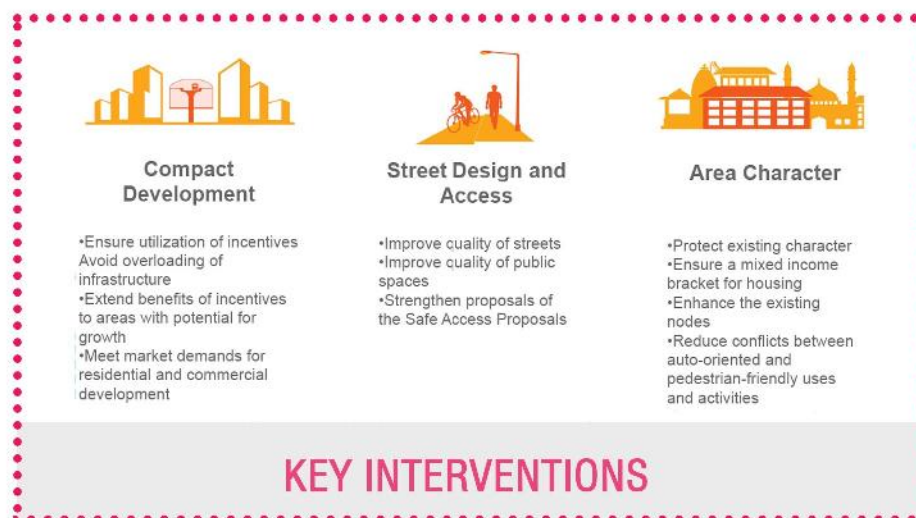 Compact
Development
•Ensure utilization of incentives
Avoid overloading of
infrastructure
•Extend benefits of incentives
to areas with potential for
growth
•Meet market demands for
residential and commercial
development
Street Design and
Access
•Improve quality of streets
•Improve quality of public
spaces
•Strengthen proposals of
the Safe Access Proposals
Area Character
•Protect existing character
•Ensure a mixed income
bracket for housing
•Enhance the existing
nodes
•Reduce conflicts between
auto-oriented and
pedestrian-friendly uses
and activities
KEY INTERVENTIONS